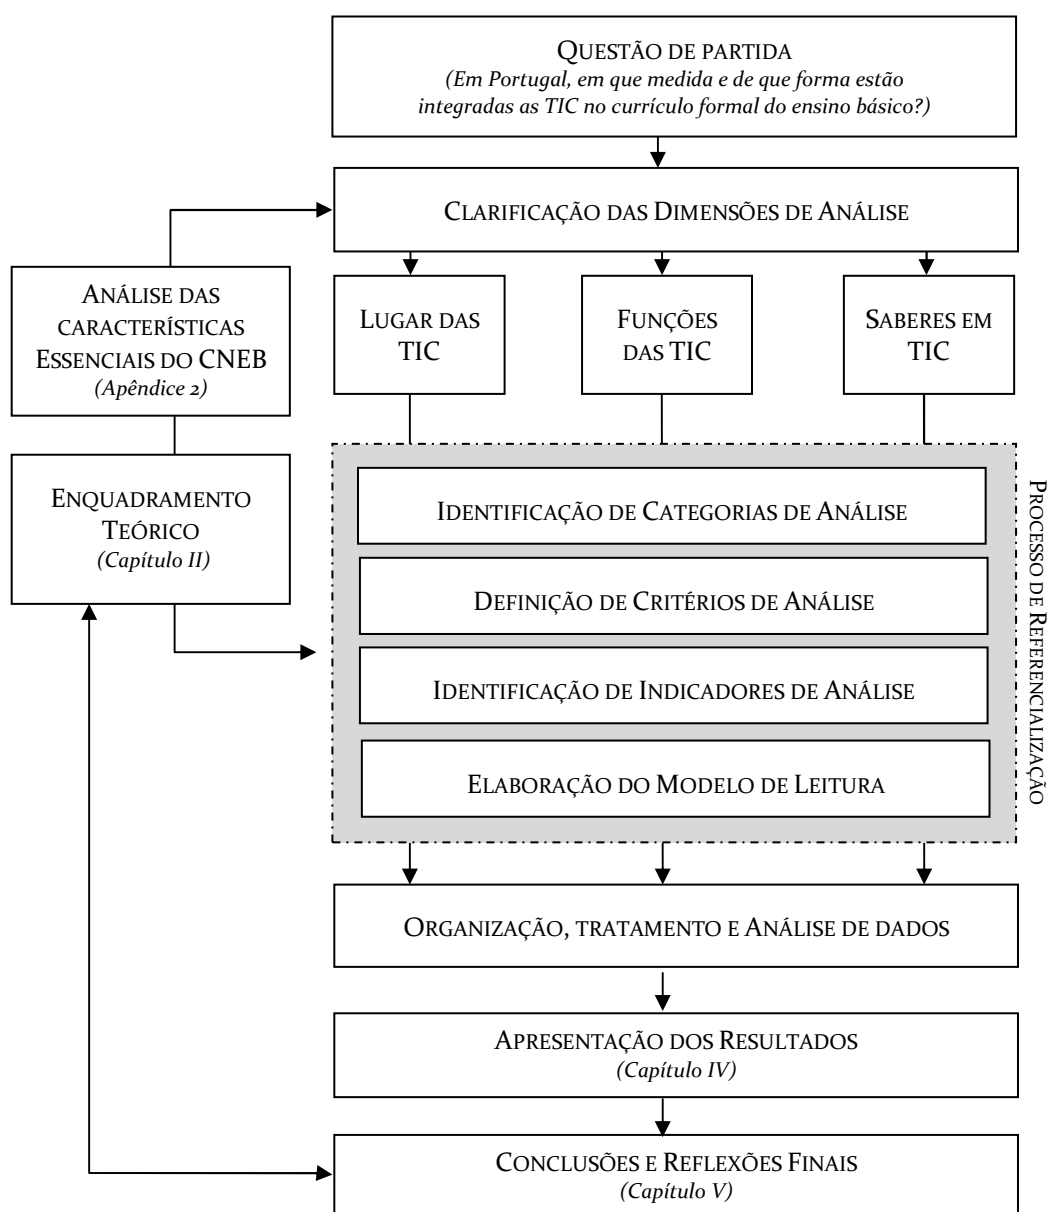 QUESTÃO DE PARTIDA
(Em Portugal, em que medida e de que forma estão
integradas as TIC no currículo formal do ensino básico?)
CLARIFICAÇÃO DAS DIMENSÕES DE ANÁLISE
ANÁLISE DAS
CARACTERÍSTICAS
ESSENCIAIS DO CNEB
(Apêndice 2)
LUGAR DAS
TIC
FUNÇÕES
DAS TIC
SABERES EM
TIC
ENQUADRAMENTO
TEÓRICO
(Capítulo II)
IDENTIFICAÇÃO DE CATEGORIAS DE ANÁLISE
DEFINIÇÃO DE CRITÉRIOS DE ANÁLISE
IDENTIFICAÇÃO DE INDICADORES DE ANÁLISE
ELABORAÇÃO DO MODELO DE LEITURA
PROCESSO DE REFERENCIALIZAÇÃO
ORGANIZAÇÃO, TRATAMENTO E ANÁLISE DE DADOS
APRESENTAÇÃO DOS RESULTADOS
(Capítulo IV)
CONCLUSÕES E REFLEXÕES FINAIS
(Capítulo V)